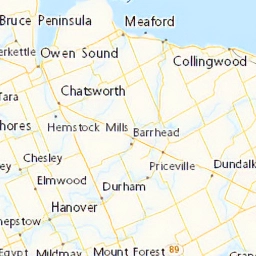 Bruce Peninsula
Meaford
Owen Sound
Collingwood
Chatsworth
Hemstock Mills
Barrhead
Chesley
Priceville
Dundalk
Elmwood
Durham
Hanover
Mildmay
Mount Forest
89